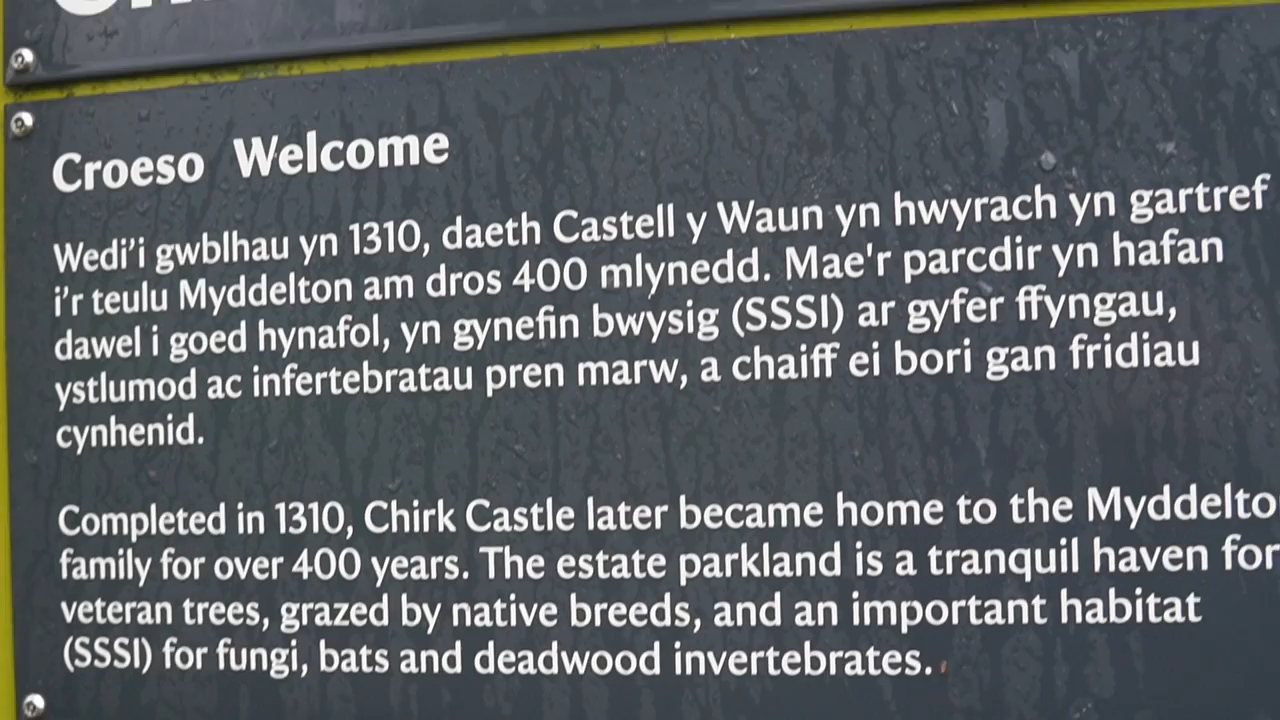 Croeso Welcome
Wedi'i gwblhau yn 1310, daeth Castell y Waun yn hwyrach yn gartref
i'r teulu Myddelton am dros 400 mlynedd. Mae'r parcdir yn hafan
dawel i goed hynafol, yn gynefin bwysig (SSSI) ar gyfer ffyngau,
ystlumod ac infertebratau pren marw, a chaiff ei bori gan fridiau
cynhenid.
Completed in 1310, Chirk Castle later became home to the Myddelto
family for over 400 years. The estate parkland is a tranquil haven for
veteran trees, grazed by native breeds, and an important habitat
(SSSI) for fungi, bats and deadwood invertebrates.